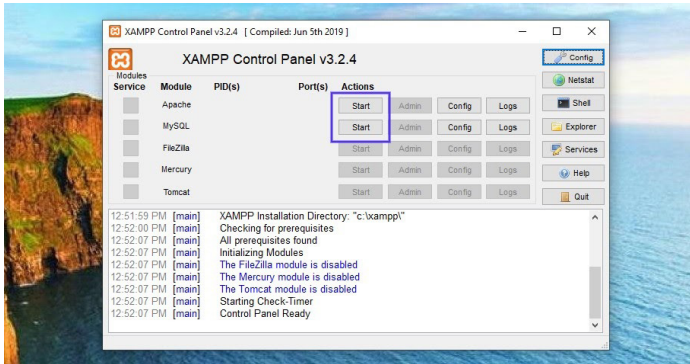 XAMPP Control Panel v3.2.4 [ Compiled: Jun 5th 2019 ]
XAMPP Control Panel v3.2.4
Config
Modules
Service Module PID(s) Port(s) Actions
Netstat
Apache Start Admin Config Logs
Shell
MySQL Start Admin Config Logs
Explorer
FileZilla Start Admin Config Logs
Services
Mercury Start Admin Config Logs
Help
Tomcat Start Admin Config Logs
Quit
12:51:59 PM [main] XAMPP Installation Directory: "c:\xampp\"
12:52:00 PM [main] Checking for prerequisites
12:52:07 PM [main] All prerequisites found
12:52:07 PM [main] Initializing Modules
12:52:07 PM [main] The FileZilla module is disabled
12:52:07 PM [main] The Mercury module is disabled
12:52:07 PM [main] The Tomcat module is disabled
12:52:07 PM [main] Starting Check-Timer
12:52:07 PM [main] Control Panel Ready